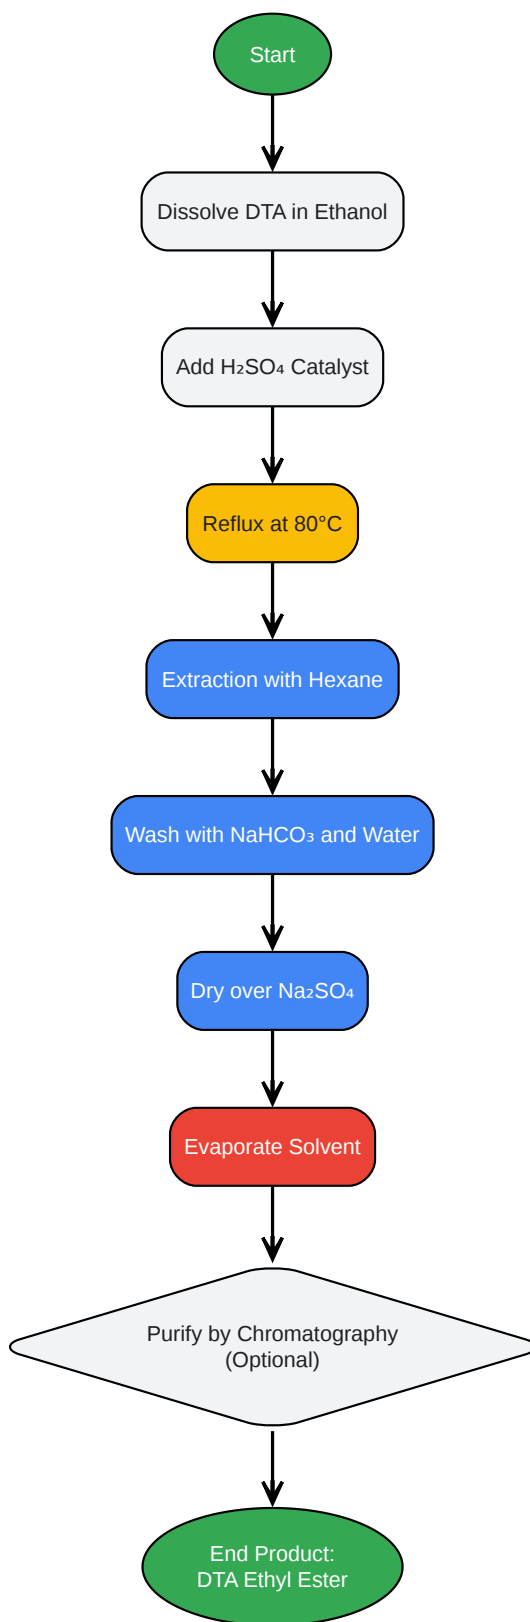 Start
Dissolve DTA in Ethanol
Add H₂SO₄ Catalyst
Reflux at 80°C
Extraction with Hexane
Wash with NaHCO₃ and Water
Dry over Na₂SO₄
Evaporate Solvent
Purify by Chromatography
(Optional)
End Product:
DTA Ethyl Ester